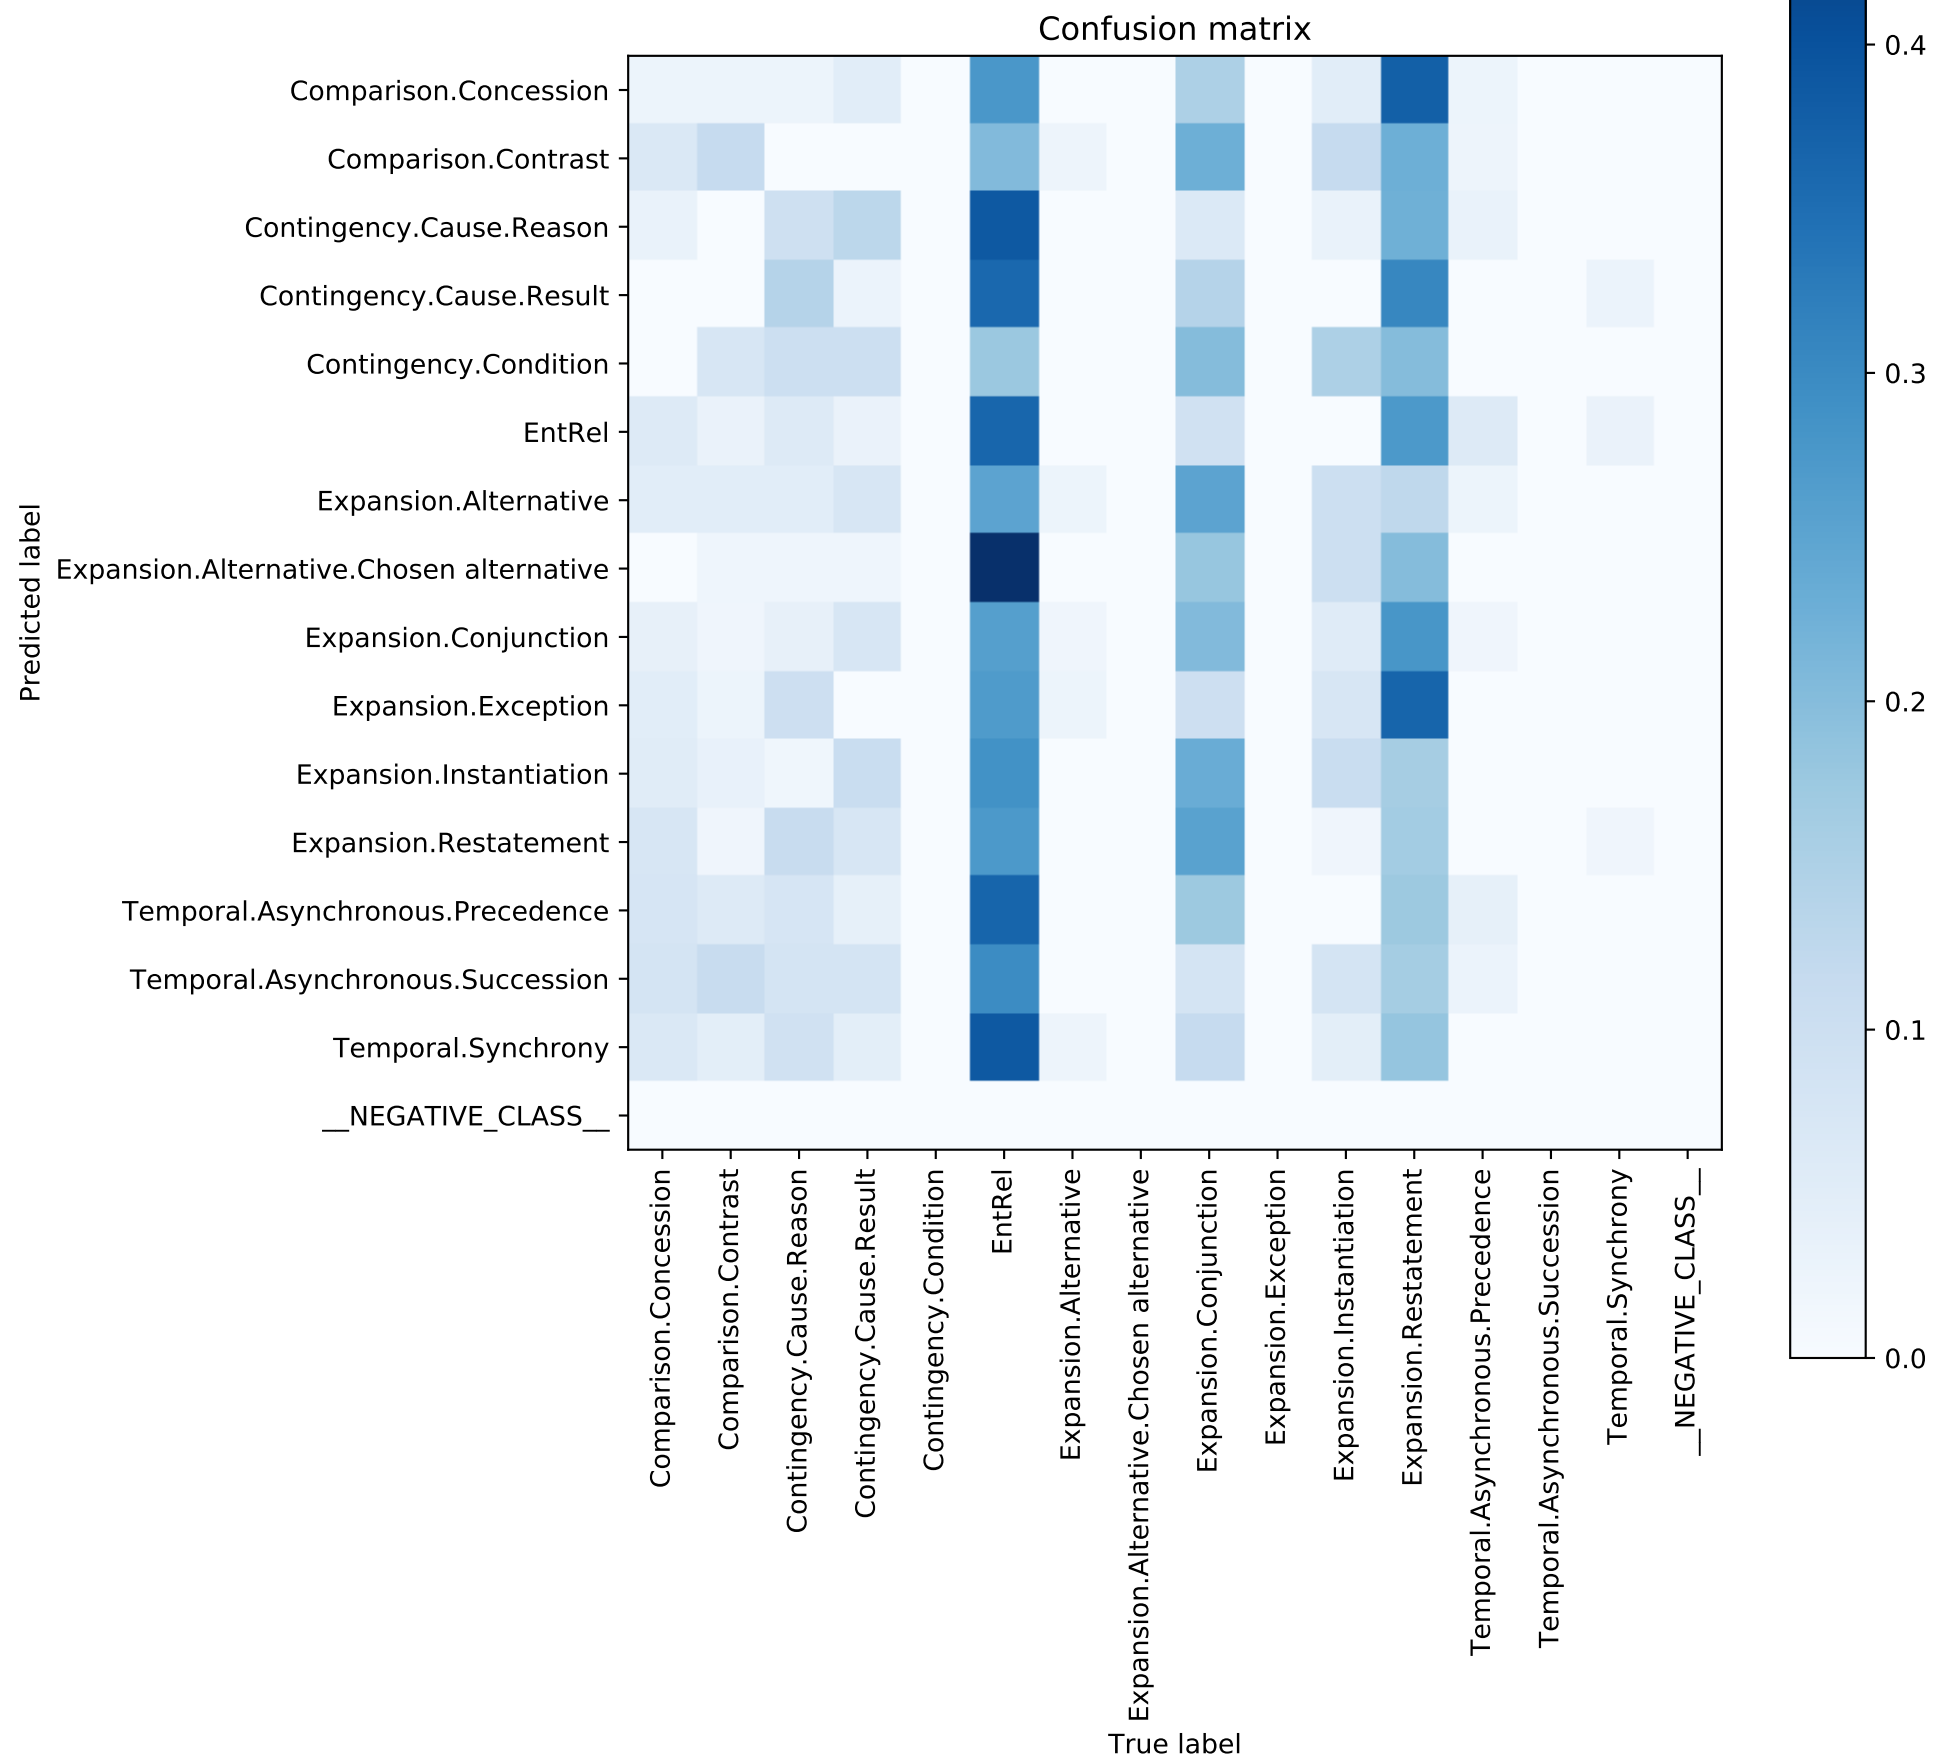 Confusion matrix
Comparison.Concession
Comparison.Contrast
Contingency.Cause.Reason
Contingency.Cause.Result
Contingency.Condition
EntRel
Expansion.Alternative
Expansion.Alternative.Chosen alternative
Expansion.Conjunction
Expansion.Exception
Expansion.Instantiation
Expansion.Restatement
Temporal.Asynchronous.Precedence
Temporal.Asynchronous.Succession
Temporal.Synchrony
__NEGATIVE_CLASS__
Predicted label
Comparison.Concession
Comparison.Contrast
Contingency.Cause.Reason
Contingency.Cause.Result
Contingency.Condition
EntRel
Expansion.Alternative
Expansion.Alternative.Chosen alternative
Expansion.Conjunction
Expansion.Exception
Expansion.Instantiation
Expansion.Restatement
Temporal.Asynchronous.Precedence
Temporal.Asynchronous.Succession
Temporal.Synchrony
__NEGATIVE_CLASS__
True label
0.4
0.3
0.2
0.1
0.0